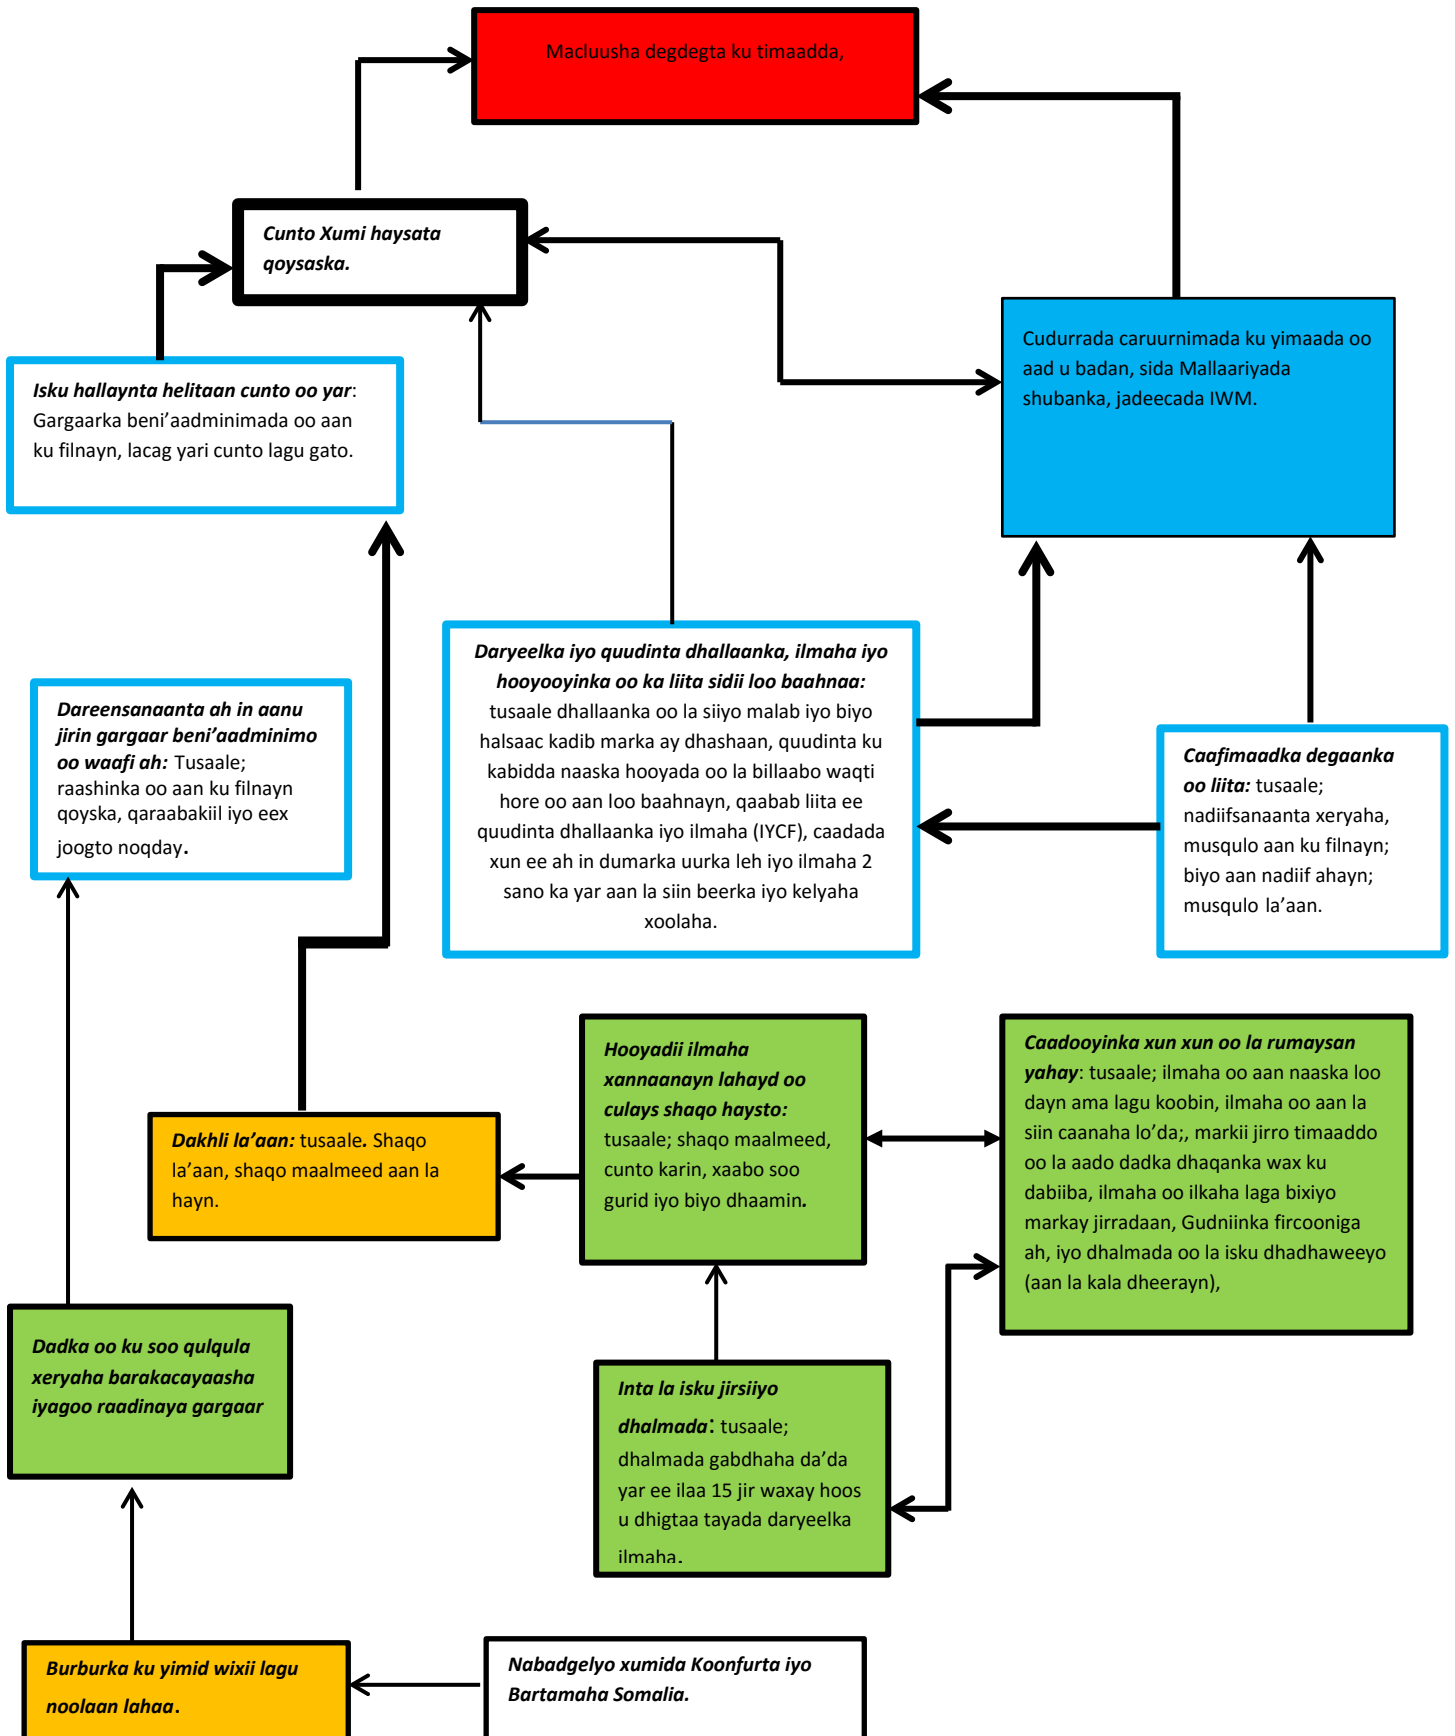 Macluusha degdegta ku timaadda,
Cunto Xumi haysata
qoysaska.
Cudurrada caruurnimada ku yimaada oo
aad u badan, sida Mallaariyada
shubanka, jadeecada IWM.
Isku hallaynta helitaan cunto oo yar:
Gargaarka beni’aadminimada oo aan
ku filnayn, lacag yari cunto lagu gato.
Daryeelka iyo quudinta dhallaanka, ilmaha iyo
hooyooyinka oo ka liita sidii loo baahnaa:
tusaale dhallaanka oo la siiyo malab iyo biyo
halsaac kadib marka ay dhashaan, quudinta ku
kabidda naaska hooyada oo la billaabo waqti
hore oo aan loo baahnayn, qaabab liita ee
quudinta dhallaanka iyo ilmaha (IYCF), caadada
xun ee ah in dumarka uurka leh iyo ilmaha 2
sano ka yar aan la siin beerka iyo kelyaha
xoolaha.
Dareensanaanta ah in aanu
jirin gargaar beni’aadminimo
oo waafi ah: Tusaale;
raashinka oo aan ku filnayn
qoyska, qaraabakiil iyo eex
joogto noqday.
Caafimaadka degaanka
oo liita: tusaale;
nadiifsanaanta xeryaha,
musqulo aan ku filnayn;
biyo aan nadiif ahayn;
musqulo la’aan.
Hooyadii ilmaha
xannaanayn lahayd oo
culays shaqo haysto:
tusaale; shaqo maalmeed,
cunto karin, xaabo soo
gurid iyo biyo dhaamin.
Caadooyinka xun xun oo la rumaysan
yahay: tusaale; ilmaha oo aan naaska loo
dayn ama lagu koobin, ilmaha oo aan la
siin caanaha lo’da;, markii jirro timaaddo
oo la aado dadka dhaqanka wax ku
dabiiba, ilmaha oo ilkaha laga bixiyo
markay jirradaan, Gudniinka fircooniga
ah, iyo dhalmada oo la isku dhadhaweeyo
(aan la kala dheerayn),
Dakhli la’aan: tusaale. Shaqo
la’aan, shaqo maalmeed aan la
hayn.
Dadka oo ku soo qulqula
xeryaha barakacayaasha
iyagoo raadinaya gargaar
Inta la isku jirsiiyo
dhalmada: tusaale;
dhalmada gabdhaha da’da
yar ee ilaa 15 jir waxay hoos
u dhigtaa tayada daryeelka
ilmaha.
Burburka ku yimid wixii lagu
noolaan lahaa.
Nabadgelyo xumida Koonfurta iyo
Bartamaha Somalia.